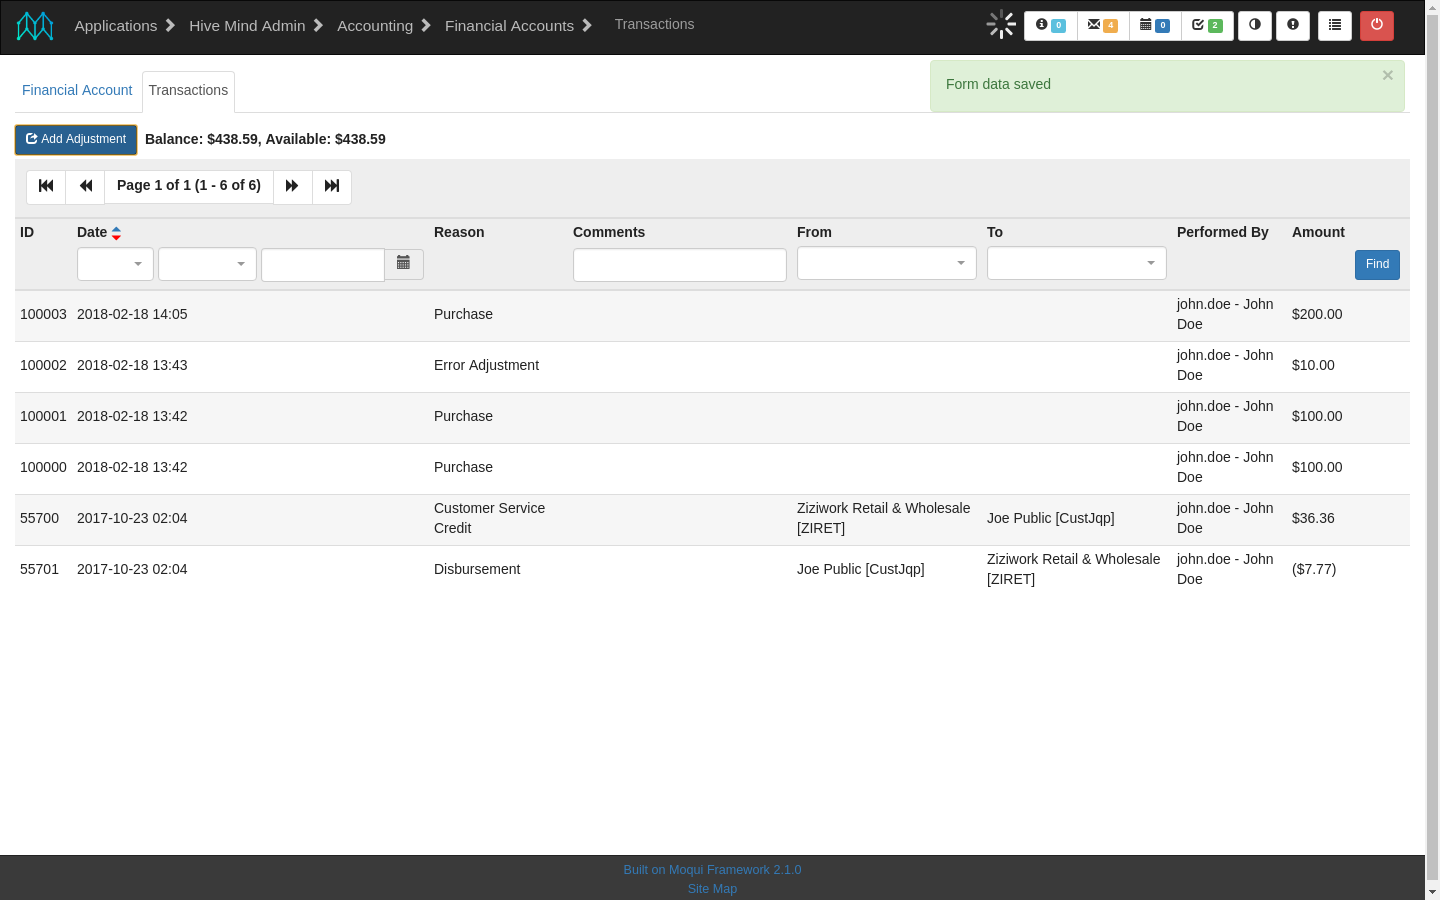 Applications Hive Mind Admin Accounting Financial Accounts Transactions 0 4 0 2
Financial Account Transactions
Form data saved ×
Add Adjustment Balance: $438.59, Available: $438.59
Page 1 of 1 (1 - 6 of 6)
ID Date Reason Comments From To Performed By Amount
Find
100003 2018-02-18 14:05 Purchase john.doe - John Doe $200.00
100002 2018-02-18 13:43 Error Adjustment john.doe - John Doe $10.00
100001 2018-02-18 13:42 Purchase john.doe - John Doe $100.00
100000 2018-02-18 13:42 Purchase john.doe - John Doe $100.00
55700 2017-10-23 02:04 Customer Service Credit Ziziwork Retail & Wholesale [ZIRET] Joe Public [CustJqp] john.doe - John Doe $36.36
55701 2017-10-23 02:04 Disbursement Joe Public [CustJqp] Ziziwork Retail & Wholesale [ZIRET] john.doe - John Doe ($7.77)
Built on Moqui Framework 2.1.0
Site Map